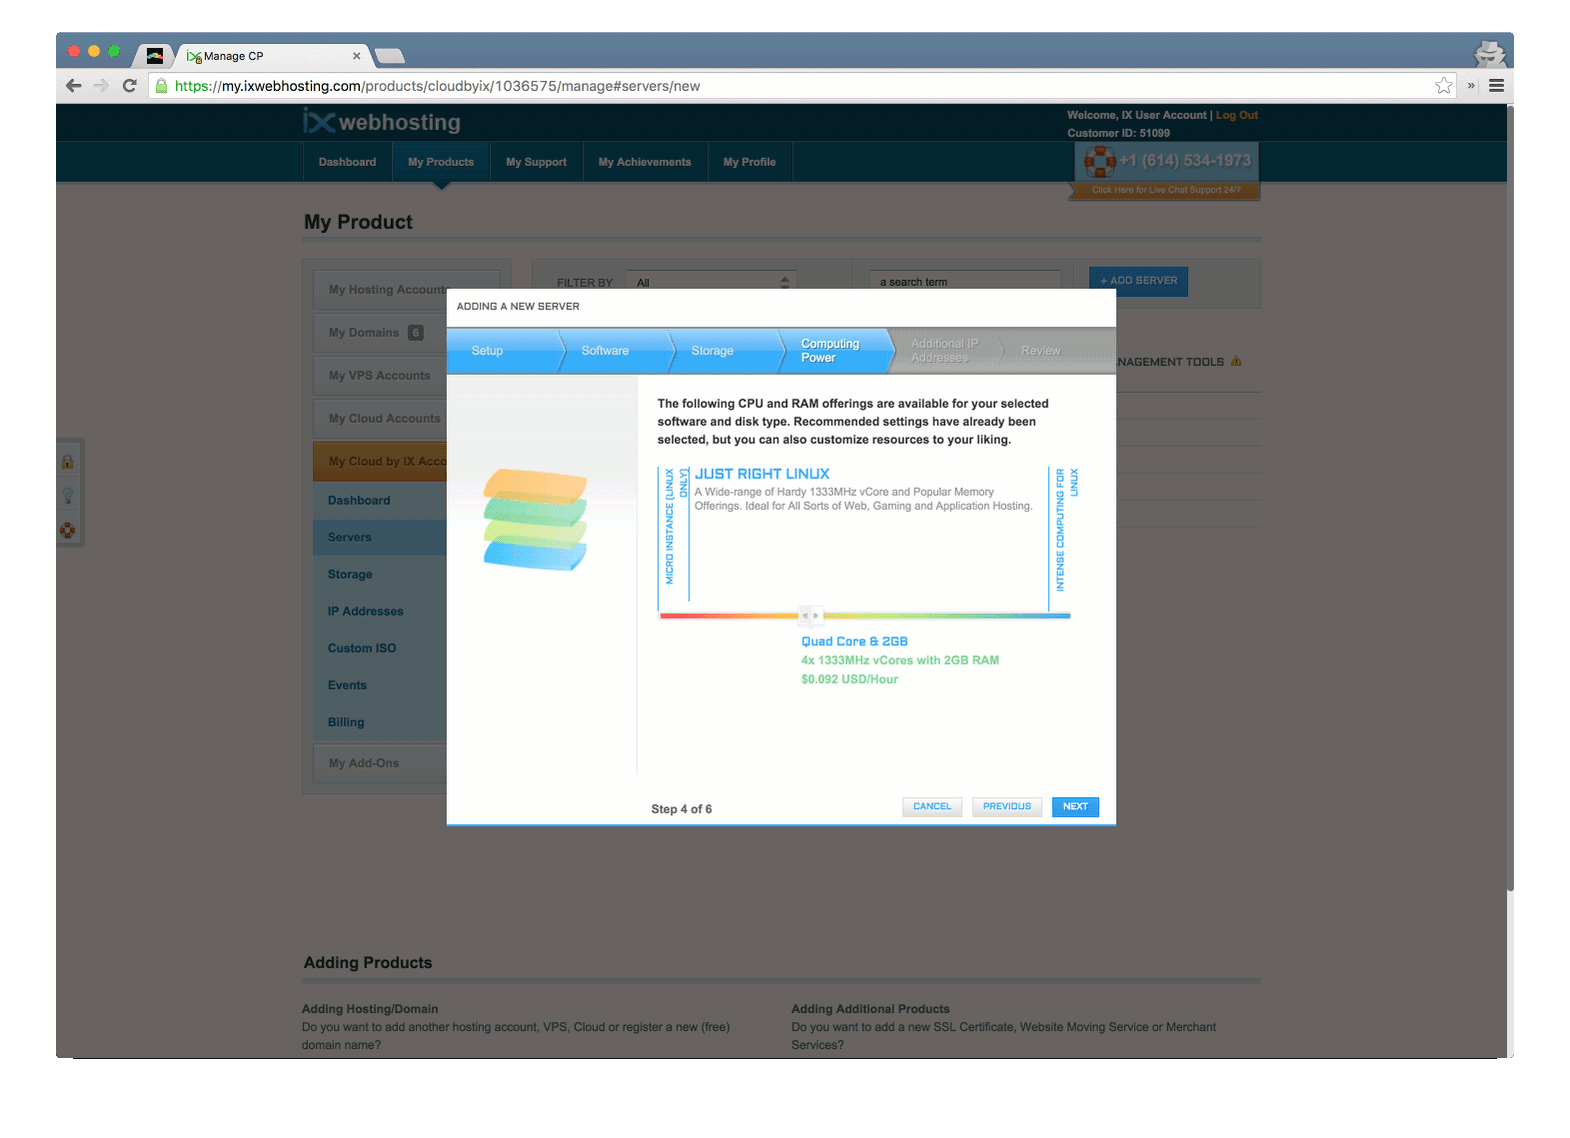 Manage CP
https://my.ixwebhosting.com/products/cloudbyix/1036575/manage#servers/new
»
iX webhosting
Welcome, IX User Account | Log Out
Customer ID: 51099
Dashboard
My Products
My Support
My Achievements
My Profile
+1 (614) 534-1973
Click Here for Live Chat Support 24/7
My Product
My Hosting Accounts
FILTER BY
All
a search term
+ ADD SERVER
My Domains 6
My VPS Accounts
My Cloud Accounts
My Cloud by IX Acco
Dashboard
Servers
Storage
IP Addresses
Custom ISO
Events
Billing
My Add-Ons
NAGEMENT TOOLS
ADDING A NEW SERVER
Setup
Software
Storage
Computing
Power
Additional IP
Addresses
Review
The following CPU and RAM offerings are available for your selected
software and disk type. Recommended settings have already been
selected, but you can also customize resources to your liking.
MICRO INSTANCE (LINUX
ONLY)
JUST RIGHT LINUX
A Wide-range of Hardy 1333MHz vCore and Popular Memory
Offerings. Ideal for All Sorts of Web, Gaming and Application Hosting.
INTENSE COMPUTING FOR
LINUX
Quad Core & 2GB
4x 1333MHz vCores with 2GB RAM
$0.092 USD/Hour
Step 4 of 6
CANCEL
PREVIOUS
NEXT
Adding Products
Adding Hosting/Domain
Do you want to add another hosting account, VPS, Cloud or register a new (free)
domain name?
Adding Additional Products
Do you want to add a new SSL Certificate, Website Moving Service or Merchant
Services?